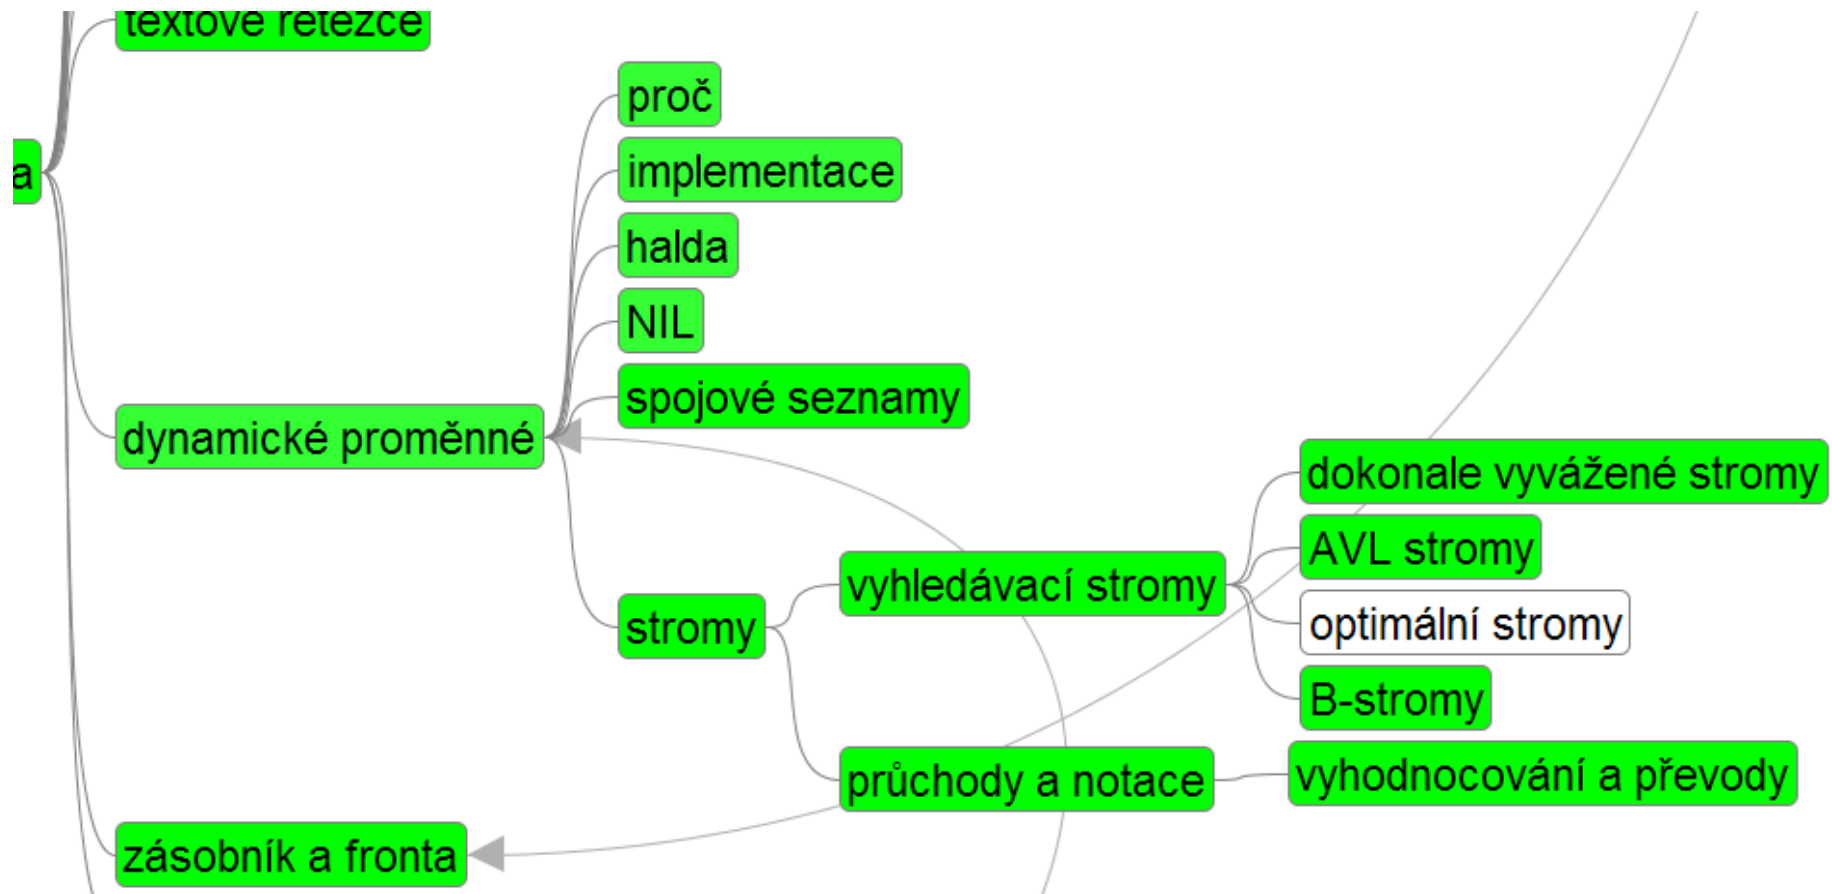 textové řetězce
proč
implementace
a
halda
NIL
spojové seznamy
dynamické proměnné
dokonale vyvážené stromy
AVL stromy
vyhledávací stromy
optimální stromy
stromy
B-stromy
průchody a notace
vyhodnocování a převody
zásobník a fronta